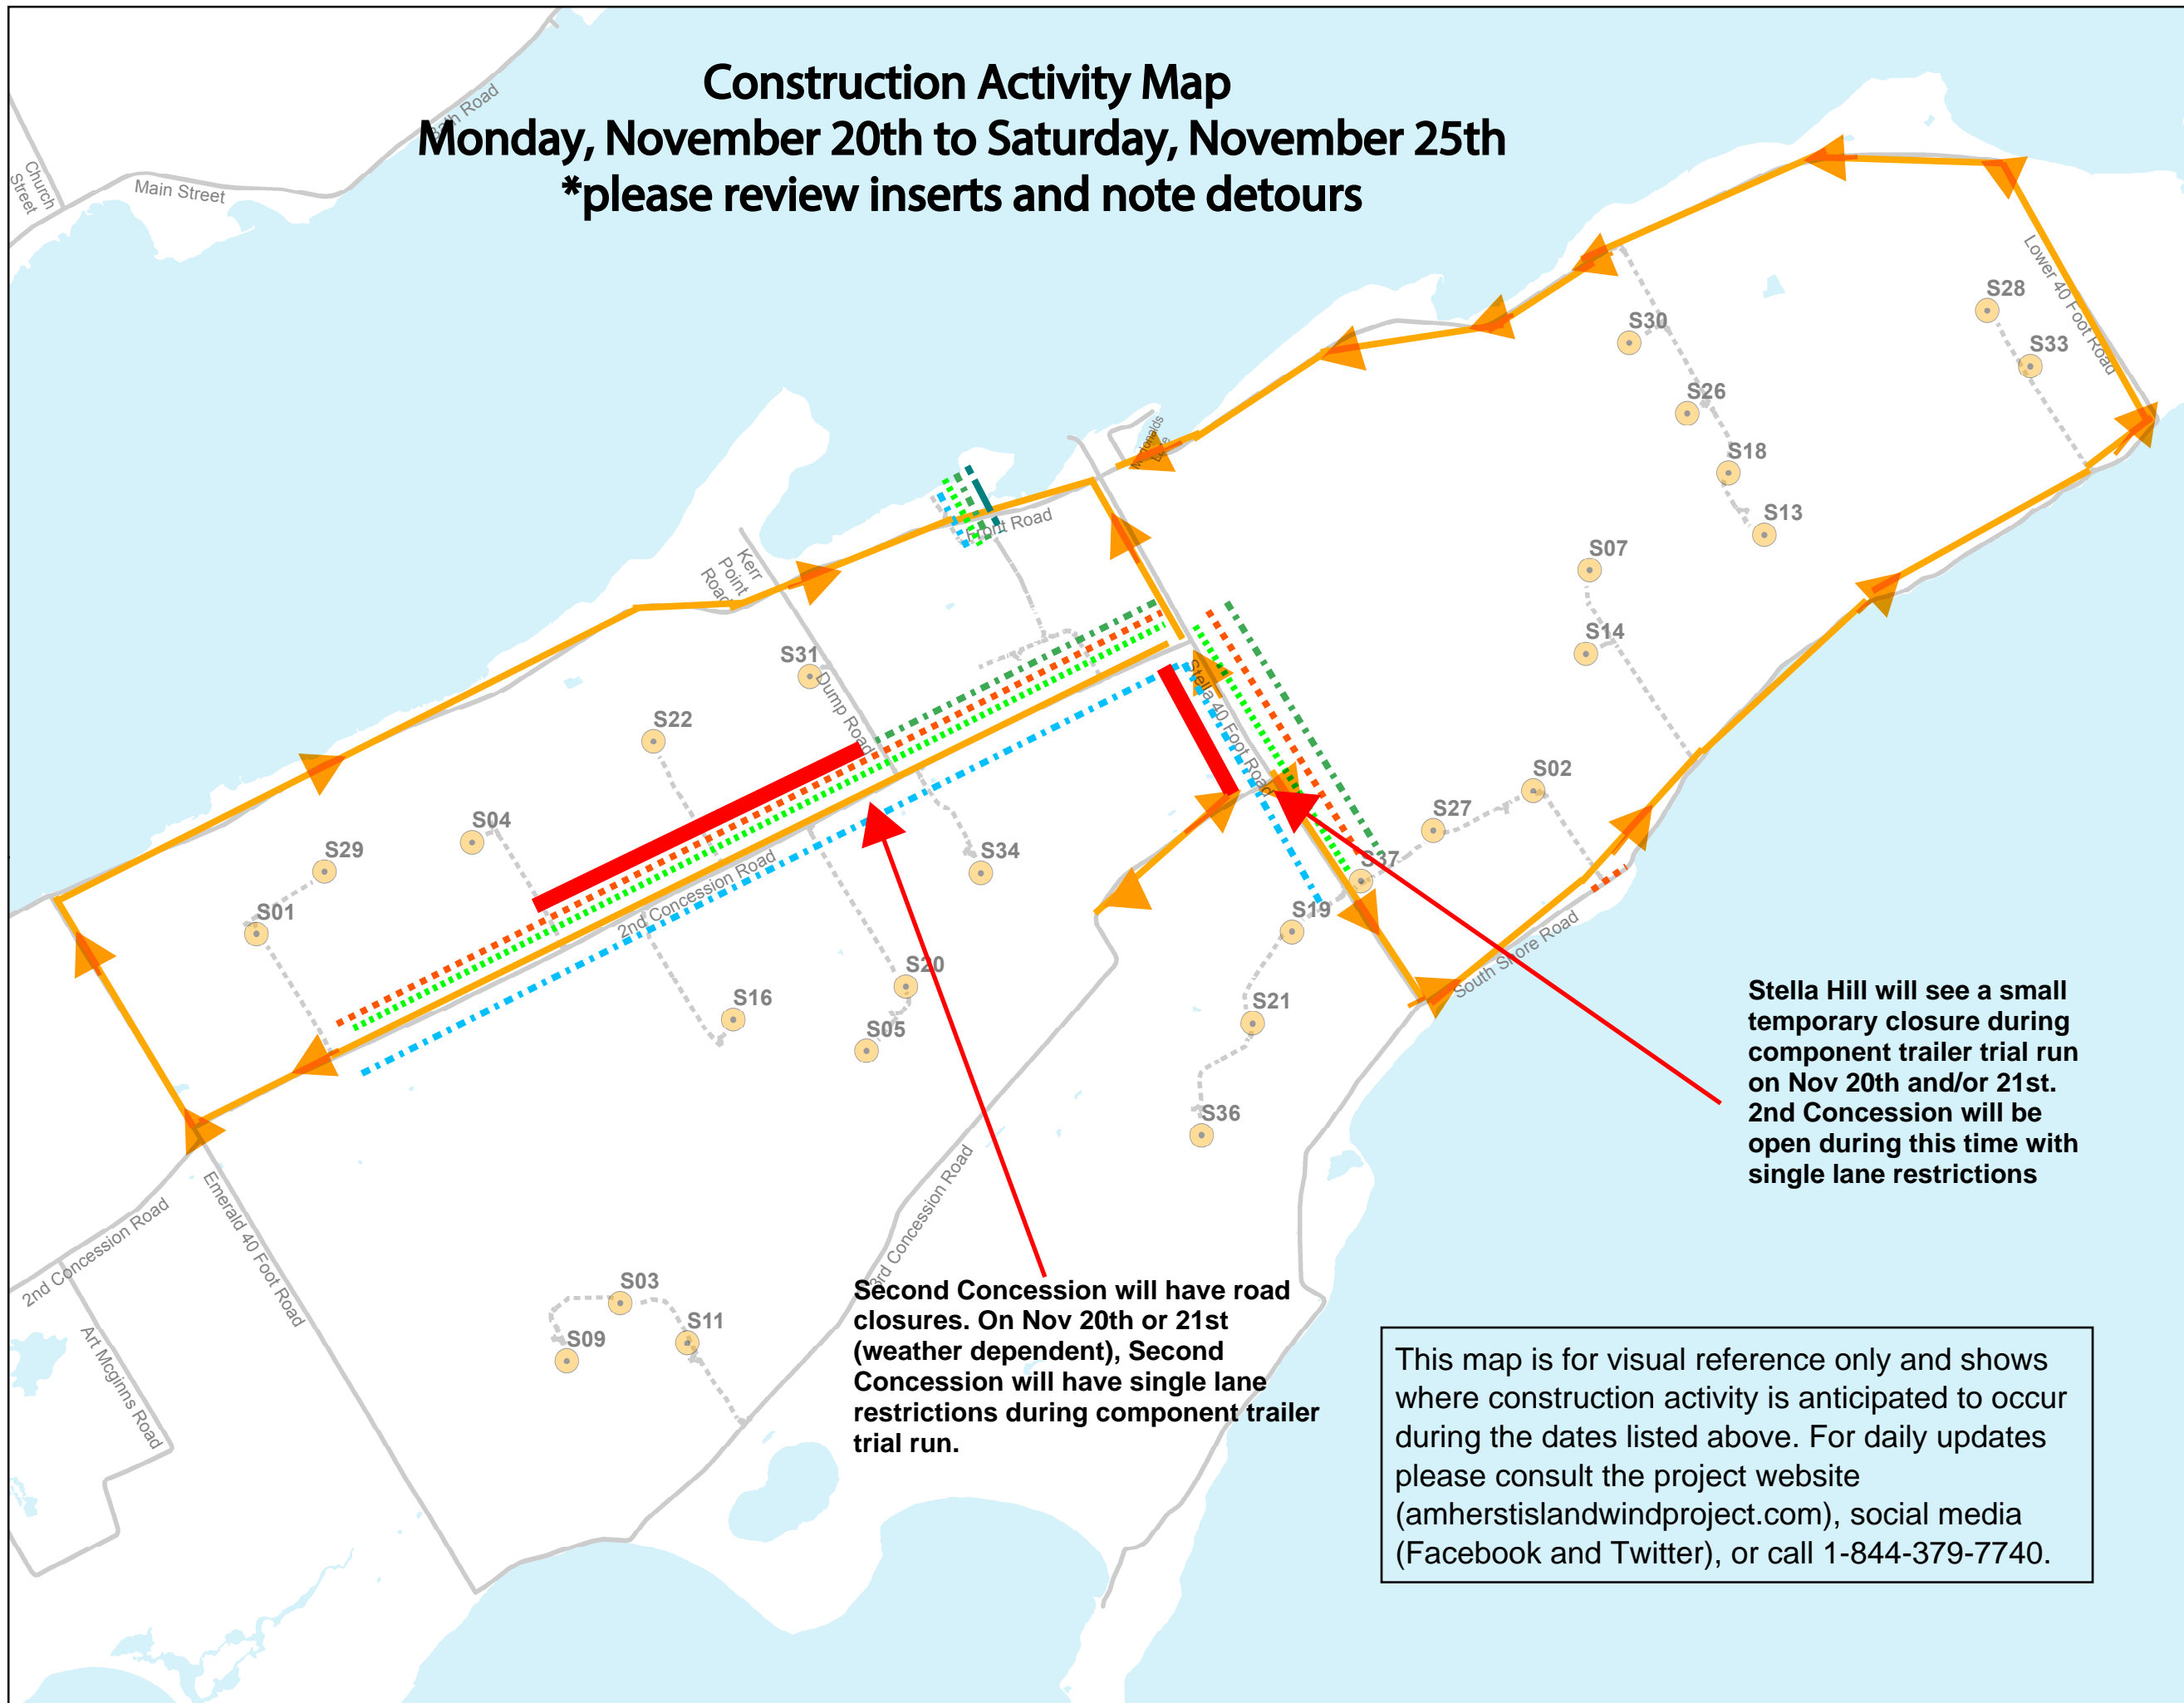 Construction Activity Map
Monday, November 20th to Saturday, November 25th
*please review inserts and note detours
Bath Road
Church
Street
Main Street
Lower 40 Foot Road
S28
S33
S30
S26
S18
S13
S07
S14
Front Road
Kerr
Point
Road
S31
Dump Road
Stella 40 Foot Road
S22
S04
S29
S01
S02
S27
S37
S34
S19
2nd Concession Road
S20
S16
S05
S21
South Shore Road
S36
Stella Hill will see a small
temporary closure during
component trailer trial run
on Nov 20th and/or 21st.
2nd Concession will be
open during this time with
single lane restrictions
Emerald 40 Foot Road
2nd Concession Road
3rd Concession Road
Art Mcginns Road
S03
S09
S11
Second Concession will have road
closures. On Nov 20th or 21st
(weather dependent), Second
Concession will have single lane
restrictions during component trailer
trial run.
This map is for visual reference only and shows
where construction activity is anticipated to occur
during the dates listed above. For daily updates
please consult the project website
(amherstislandwindproject.com), social media
(Facebook and Twitter), or call 1-844-379-7740.